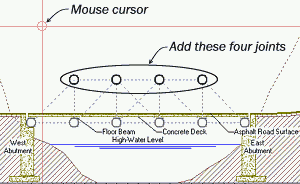 Mouse cursor
Add these four joints
Floor Beam
Concrete Deck
Asphalt Road Surface
High-Water Level
West
Abutment
East
Abutment